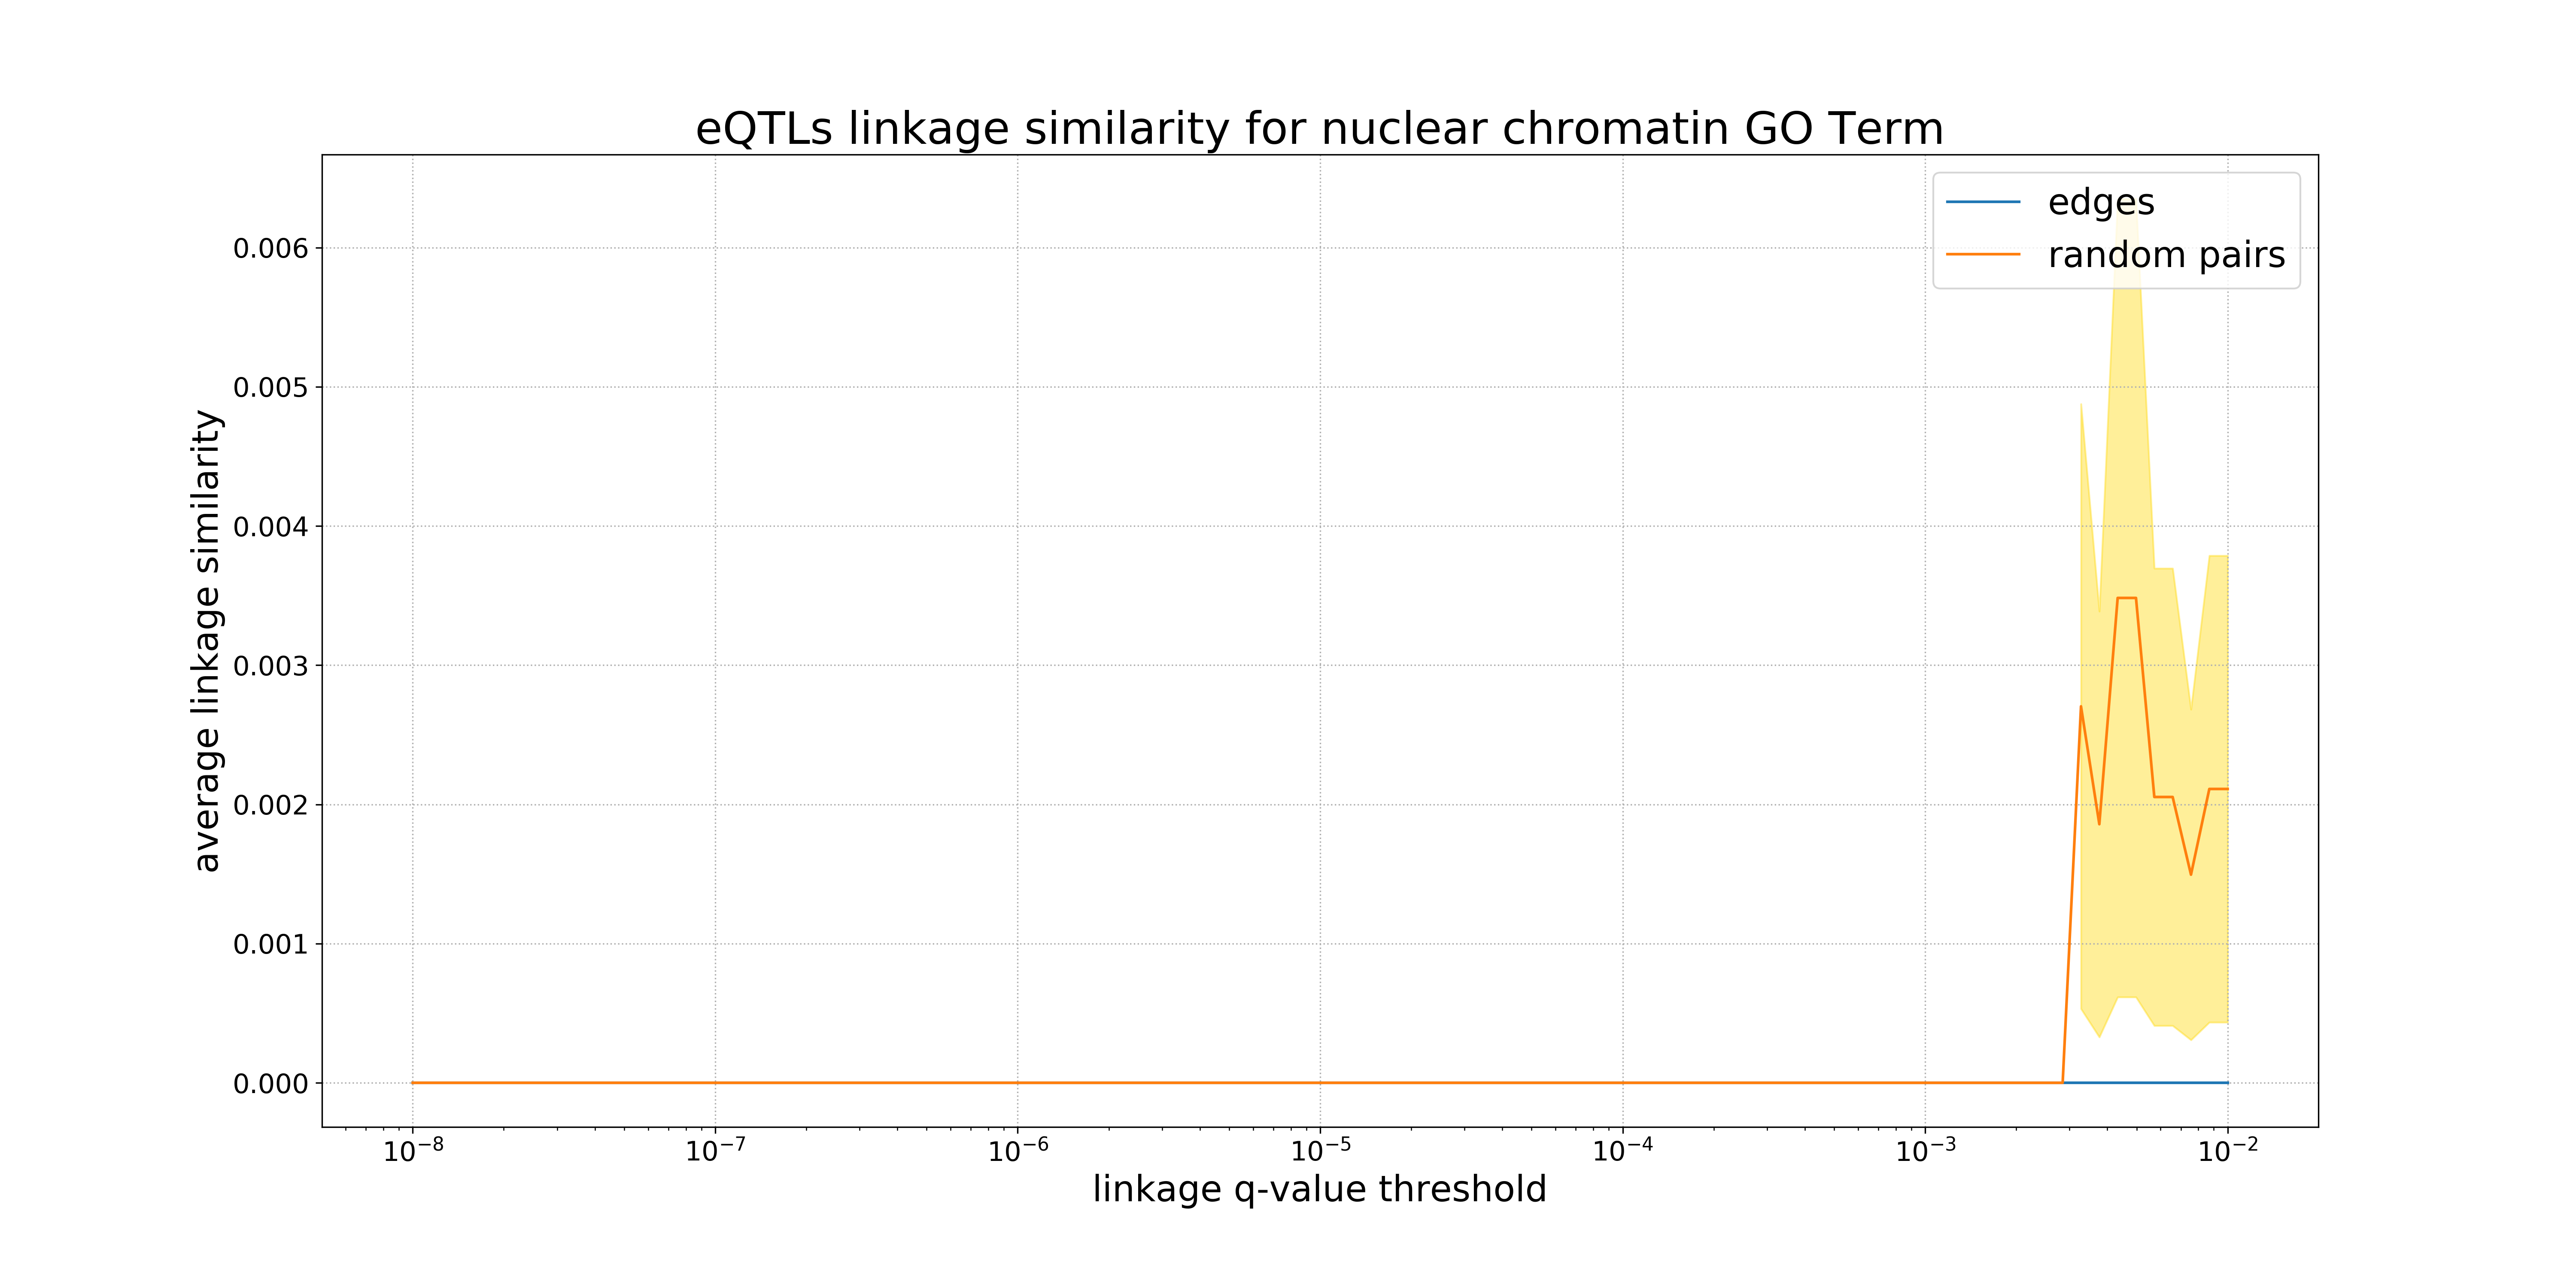 eQTLs linkage similarity for nuclear chromatin GO Term
edges
random pairs
0.006
0.005
0.004
0.003
0.002
0.001
0.000
average linkage similarity
10⁻⁸ 10⁻⁷ 10⁻⁶ 10⁻⁵ 10⁻⁴ 10⁻³ 10⁻²
linkage q-value threshold